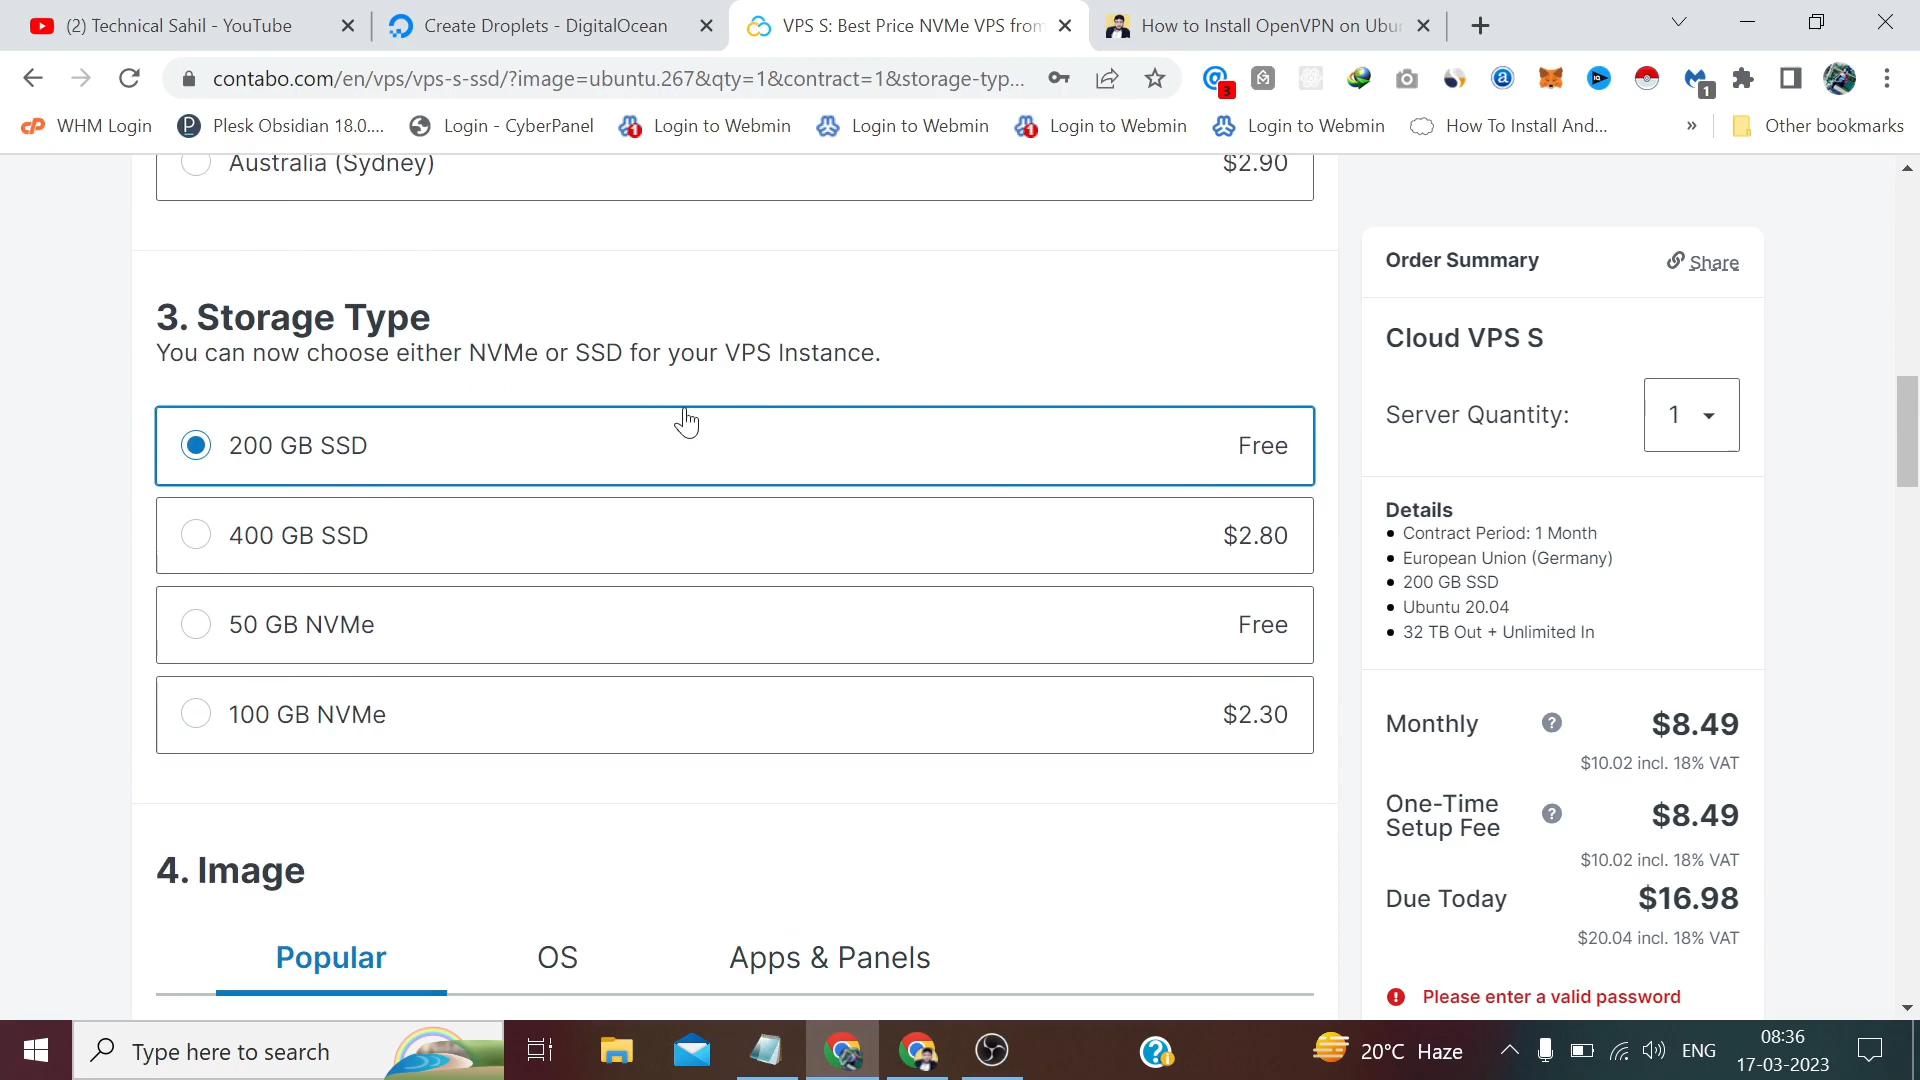 (2) Technical Sahil - YouTube
Create Droplets - DigitalOcean
VPS S: Best Price NVMe VPS from
How to Install OpenVPN on Ubun
contabo.com/en/vps/vps-s-ssd/?image=ubuntu.267&qty=1&contract=1&storage-typ...
3
1
WHM Login
Plesk Obsidian 18.0....
Login - CyberPanel
Login to Webmin
Login to Webmin
Login to Webmin
Login to Webmin
How To Install And...
»
Other bookmarks
Australia (Sydney)
$2.90
3. Storage Type
You can now choose either NVMe or SSD for your VPS Instance.
200 GB SSD
Free
400 GB SSD
$2.80
50 GB NVMe
Free
100 GB NVMe
$2.30
4. Image
Popular
OS
Apps & Panels
Order Summary
Share
Cloud VPS S
Server Quantity:
1
Details
Contract Period: 1 Month
European Union (Germany)
200 GB SSD
Ubuntu 20.04
32 TB Out + Unlimited In
Monthly
$8.49
$10.02 incl. 18% VAT
One-Time
Setup Fee
$8.49
$10.02 incl. 18% VAT
Due Today
$16.98
$20.04 incl. 18% VAT
Please enter a valid password
Type here to search
20°C Haze
ENG
08:36
17-03-2023